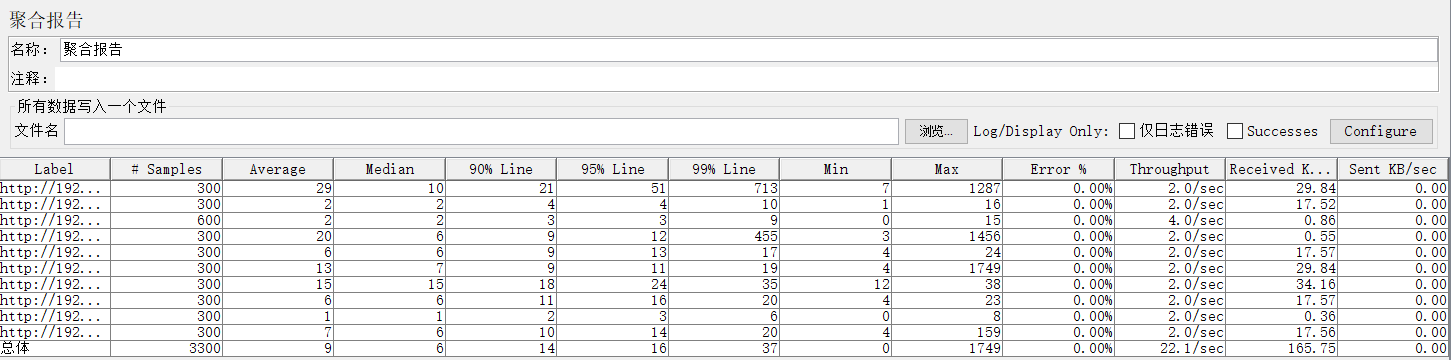 聚合报告
名称： 聚合报告
注释：
所有数据写入一个文件
文件名 浏览... Log/Display Only: 仅日志错误 Successes Configure
Label # Samples Average Median 90% Line 95% Line 99% Line Min Max Error % Throughput Received K... Sent KB/sec
http://192... 300 29 10 21 51 713 7 1287 0.00% 2.0/sec 29.84 0.00
http://192... 300 2 2 4 4 10 1 16 0.00% 2.0/sec 17.52 0.00
http://192... 600 2 2 3 3 9 0 15 0.00% 4.0/sec 0.86 0.00
http://192... 300 20 6 9 12 455 3 1456 0.00% 2.0/sec 0.55 0.00
http://192... 300 6 6 9 13 17 4 24 0.00% 2.0/sec 17.57 0.00
http://192... 300 13 7 9 11 19 4 1749 0.00% 2.0/sec 29.84 0.00
http://192... 300 15 15 18 24 35 12 38 0.00% 2.0/sec 34.16 0.00
http://192... 300 6 6 11 16 20 4 23 0.00% 2.0/sec 17.57 0.00
http://192... 300 1 1 2 3 6 0 8 0.00% 2.0/sec 0.36 0.00
http://192... 300 7 6 10 14 20 4 159 0.00% 2.0/sec 17.56 0.00
总体 3300 9 6 14 16 37 0 1749 0.00% 22.1/sec 165.75 0.00